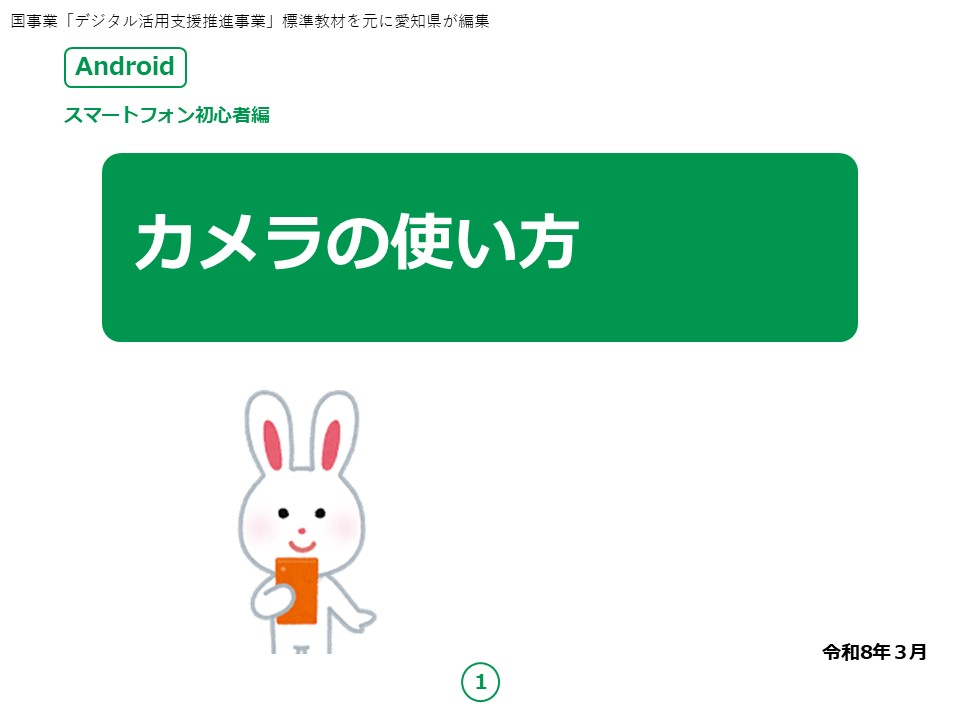 国事業「デジタル活用支援推進事業」標準教材を元に愛知県が編集
Android
スマートフォン初心者編
カメラの使い方
令和8年３月
1